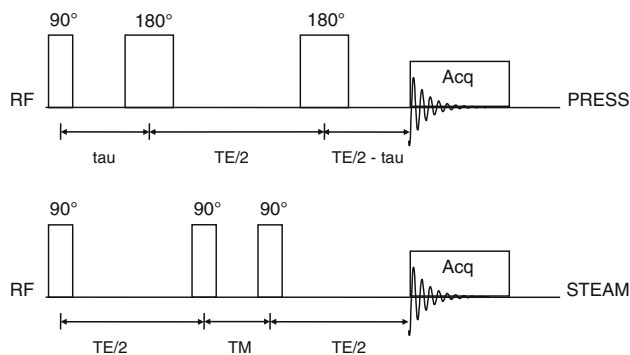 90° 180° 180°
Acq
RF PRESS
tau TE/2 TE/2 - tau
90° 90° 90°
Acq
RF STEAM
TE/2 TM TE/2